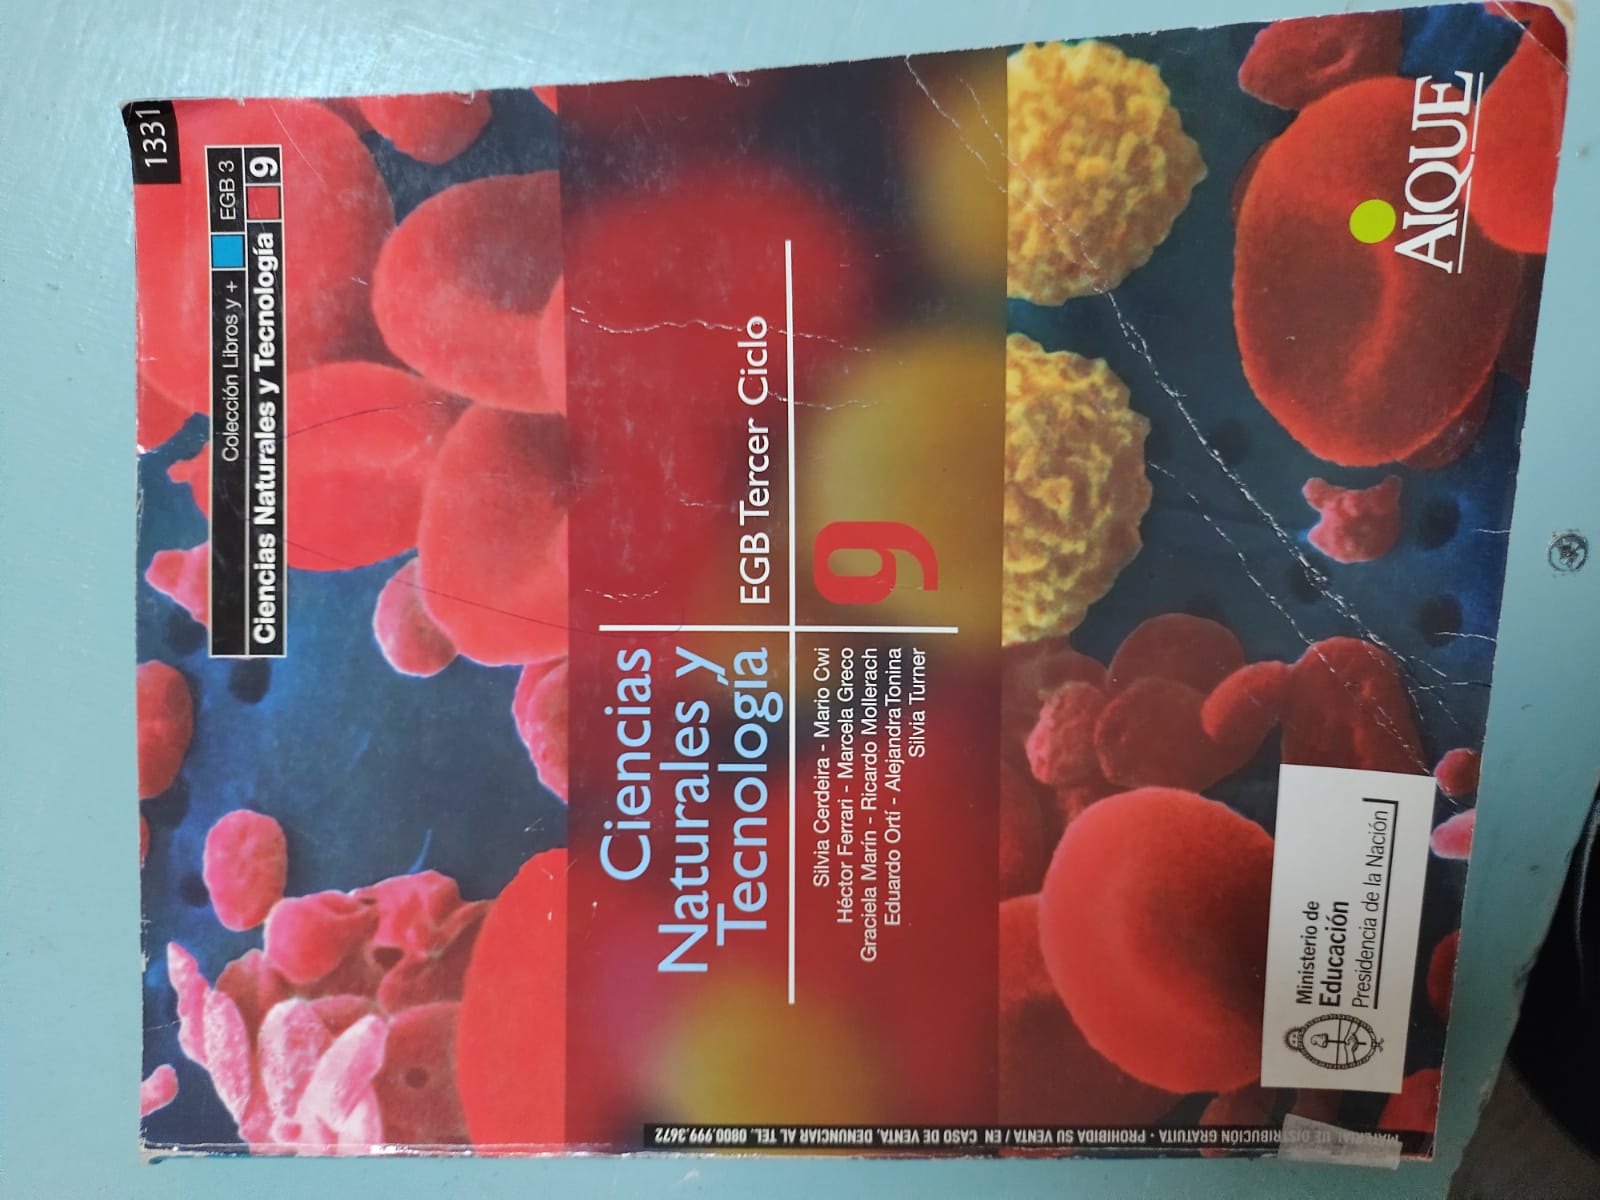 1331
Colección Libros y + EGB 3
Ciencias Naturales y Tecnología 9
Ciencias
Naturales y
Tecnología EGB Tercer Ciclo
9
Silvia Cerdeira - Mario Cwi
Héctor Ferrari - Marcela Greco
Graciela Marín - Ricardo Mollerach
Eduardo Ortí - Alejandra Tonina
Silvia Turner
AIQUE
Ministerio de
Educación
Presidencia de la Nación
MATERIAL DE DISTRIBUCIÓN GRATUITA - PROHIBIDA SU VENTA / EN CASO DE VENTA, DENUNCIAR AL TEL. 0800.999.3672